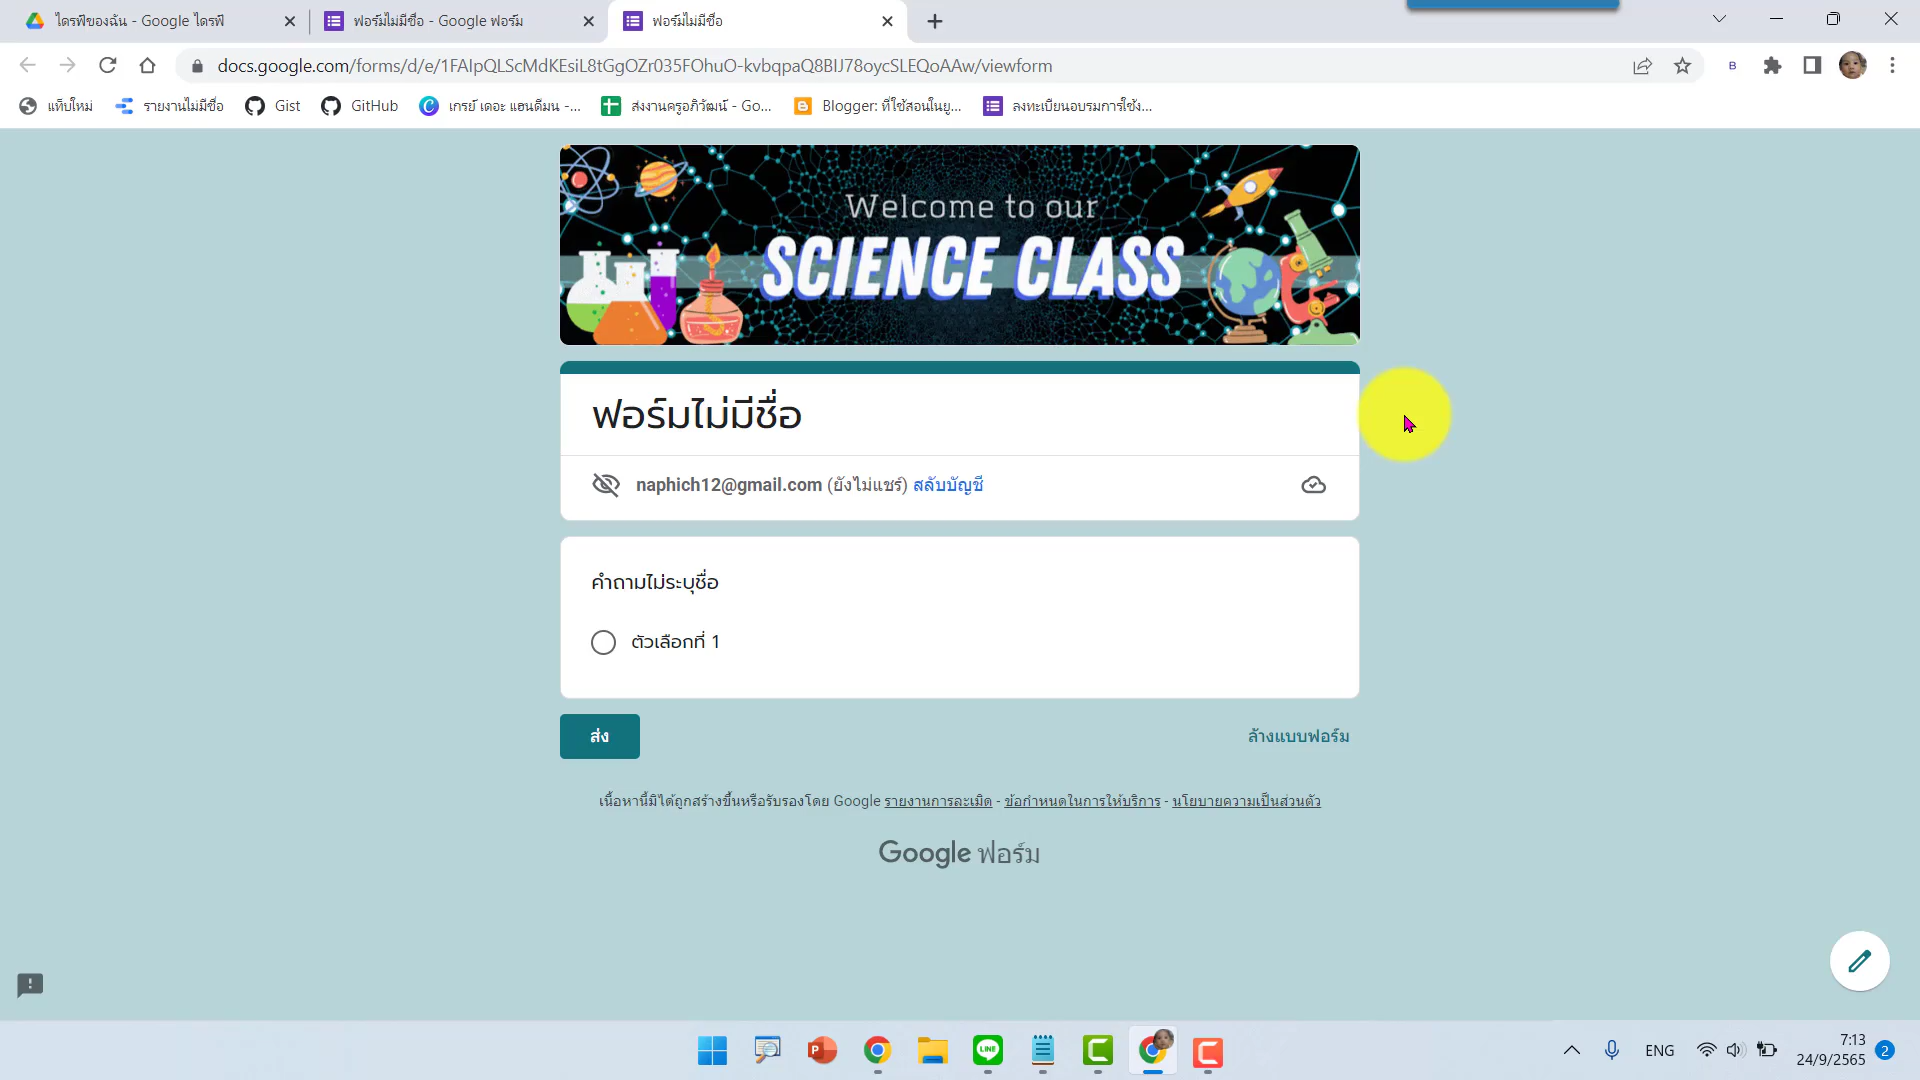 ไดรฟ์ของฉัน - Google ไดรฟ์
ฟอร์มไม่มีชื่อ - Google ฟอร์ม
ฟอร์มไม่มีชื่อ
docs.google.com/forms/d/e/1FAIpQLScMdKEsiL8tGgOZr035FOhuO-kvbqpaQ8BIJ78oycSLEQoAAw/viewform
B
แท็บใหม่
รายงานไม่มีชื่อ
Gist
GitHub
เกรย์ เดอะ แฮนดีมน -...
ส่งงานครูอภิวัฒน์ - Go...
Blogger: ที่ใช้สอนในยู...
ลงทะเบียนอบรมการใช้ง...
Welcome to our
SCIENCE CLASS
ฟอร์มไม่มีชื่อ
naphich12@gmail.com (ยังไม่แชร์) สลับบัญชี
คำถามไม่ระบุชื่อ
ตัวเลือกที่ 1
ส่ง
ล้างแบบฟอร์ม
เนื้อหานี้มิได้ถูกสร้างขึ้นหรือรับรองโดย Google รายงานการละเมิด - ข้อกำหนดในการให้บริการ - นโยบายความเป็นส่วนตัว
Google ฟอร์ม
ENG
7:13
24/9/2565
2